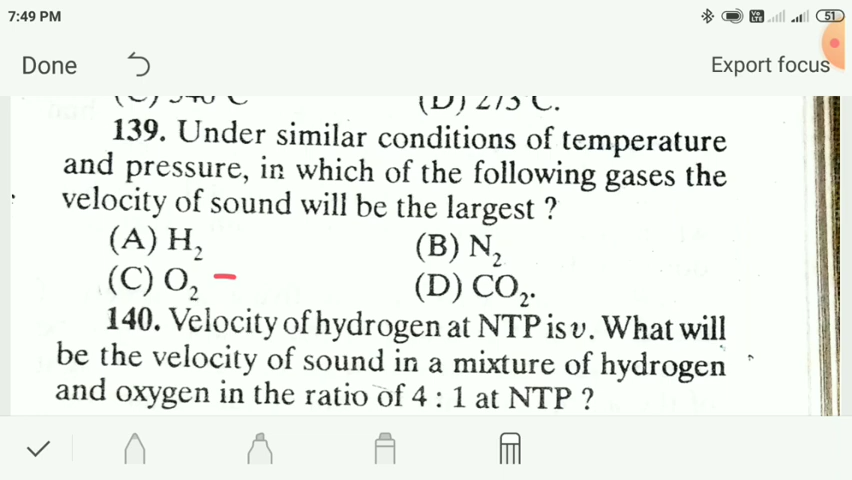 7:49 PM
51
Done
Export focus
(C) 546°C
(D) 273°C.
139. Under similar conditions of temperature
and pressure, in which of the following gases the
velocity of sound will be the largest ?
(A) H₂
(B) N₂
(C) O₂
(D) CO₂.
140. Velocity of hydrogen at NTP is v. What will
be the velocity of sound in a mixture of hydrogen
and oxygen in the ratio of 4 : 1 at NTP ?